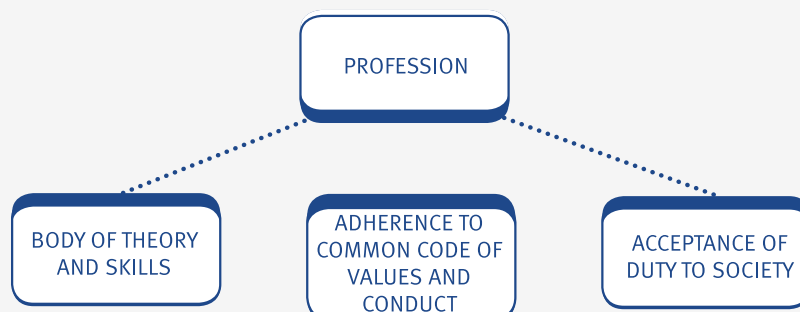 PROFESSION
BODY OF THEORY
AND SKILLS
ADHERENCE TO
COMMON CODE OF
VALUES AND
CONDUCT
ACCEPTANCE OF
DUTY TO SOCIETY